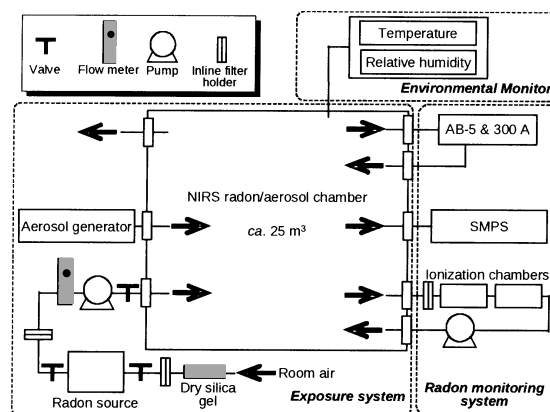 Temperature
Relative humidity
Environmental Monitor
Valve
Flow meter
Pump
Inline filter
holder
AB-5 & 300 A
NIRS radon/aerosol chamber
ca. 25 m³
Aerosol generator
SMPS
Ionization chambers
Room air
Dry silica
gel
Radon source
Exposure system
Radon monitoring
system